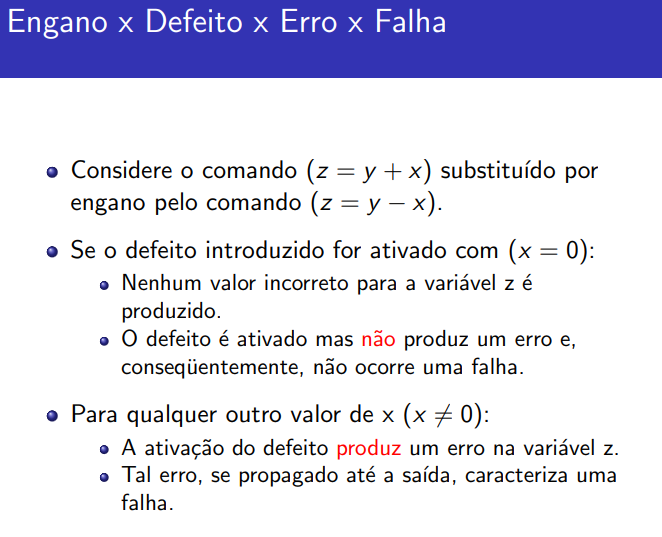 Engano x Defeito x Erro x Falha
Considere o comando (z = y + x) substituído por
engano pelo comando (z = y − x).
Se o defeito introduzido for ativado com (x = 0):
Nenhum valor incorreto para a variável z é
produzido.
O defeito é ativado mas não produz um erro e,
conseqüentemente, não ocorre uma falha.
Para qualquer outro valor de x (x ≠ 0):
A ativação do defeito produz um erro na variável z.
Tal erro, se propagado até a saída, caracteriza uma
falha.